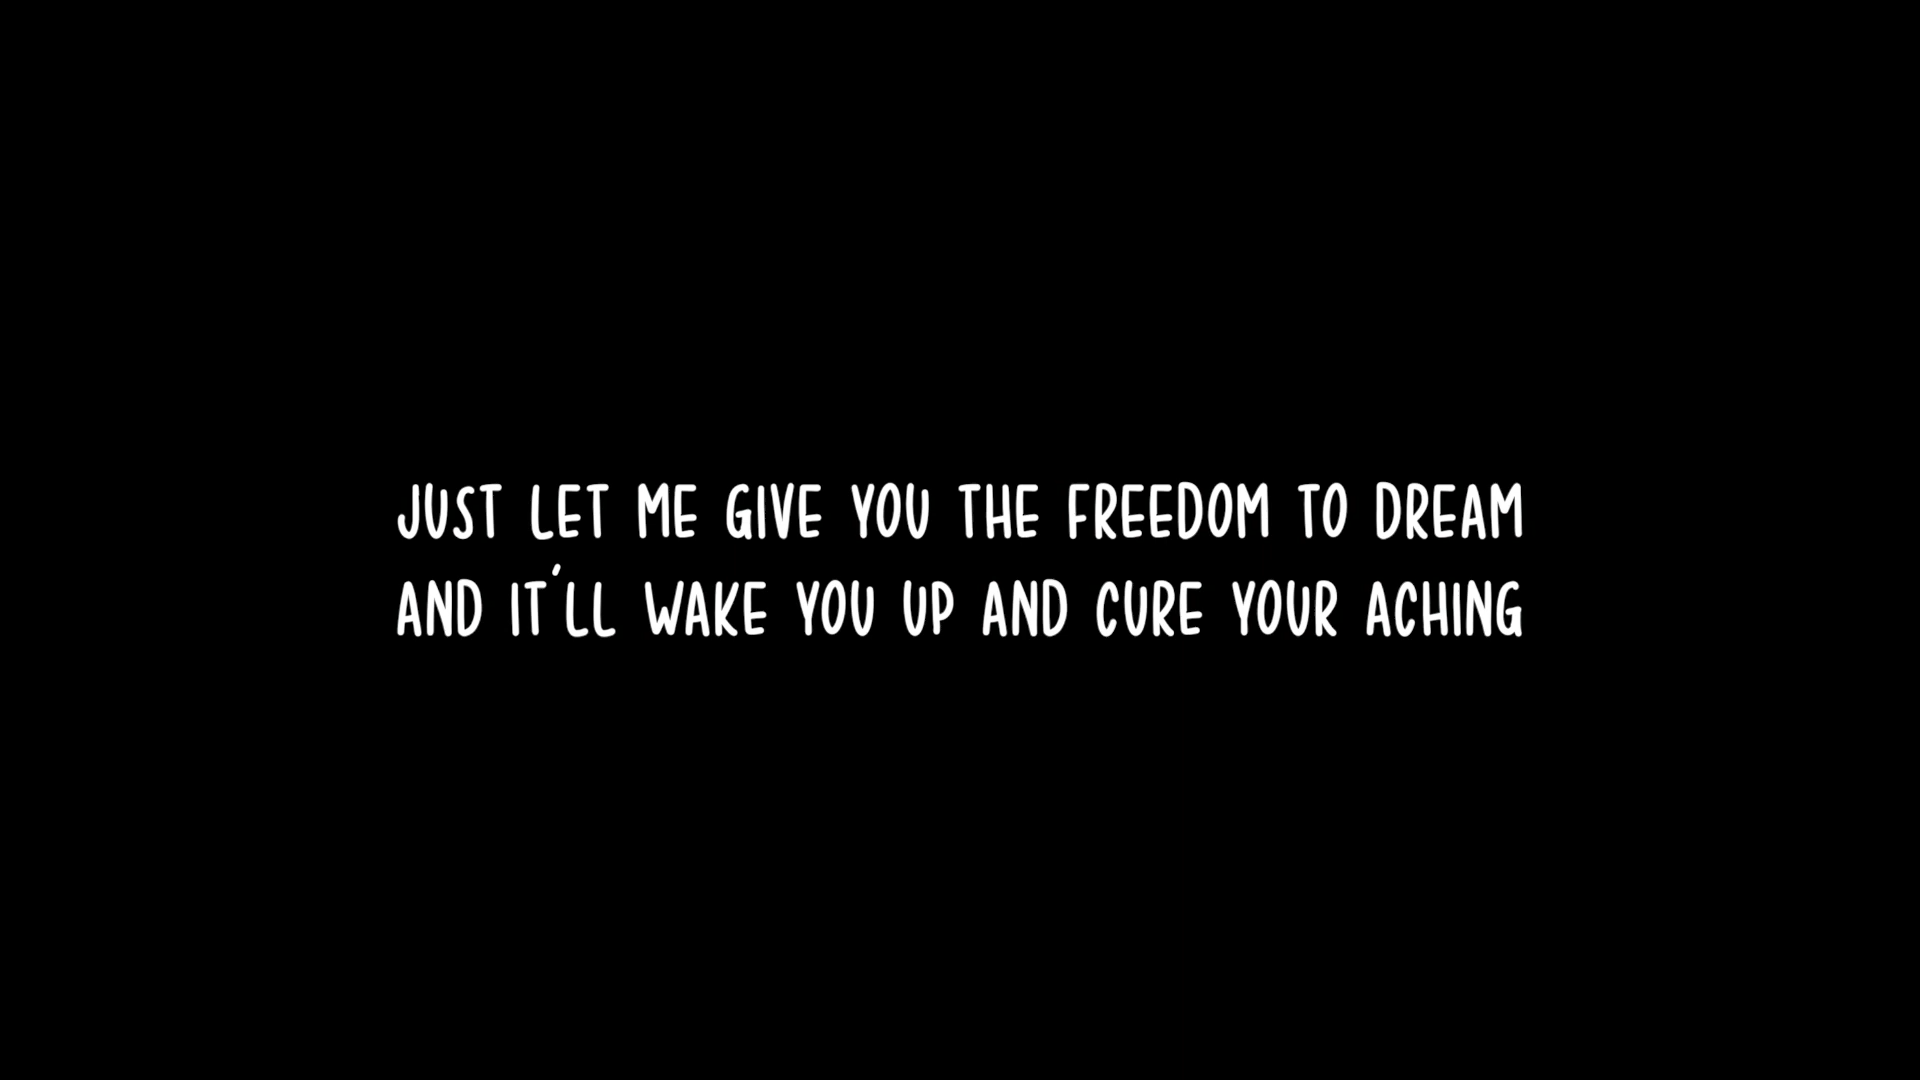 JUST LET ME GIVE YOU THE FREEDOM TO DREAM
AND IT'LL WAKE YOU UP AND CURE YOUR ACHING